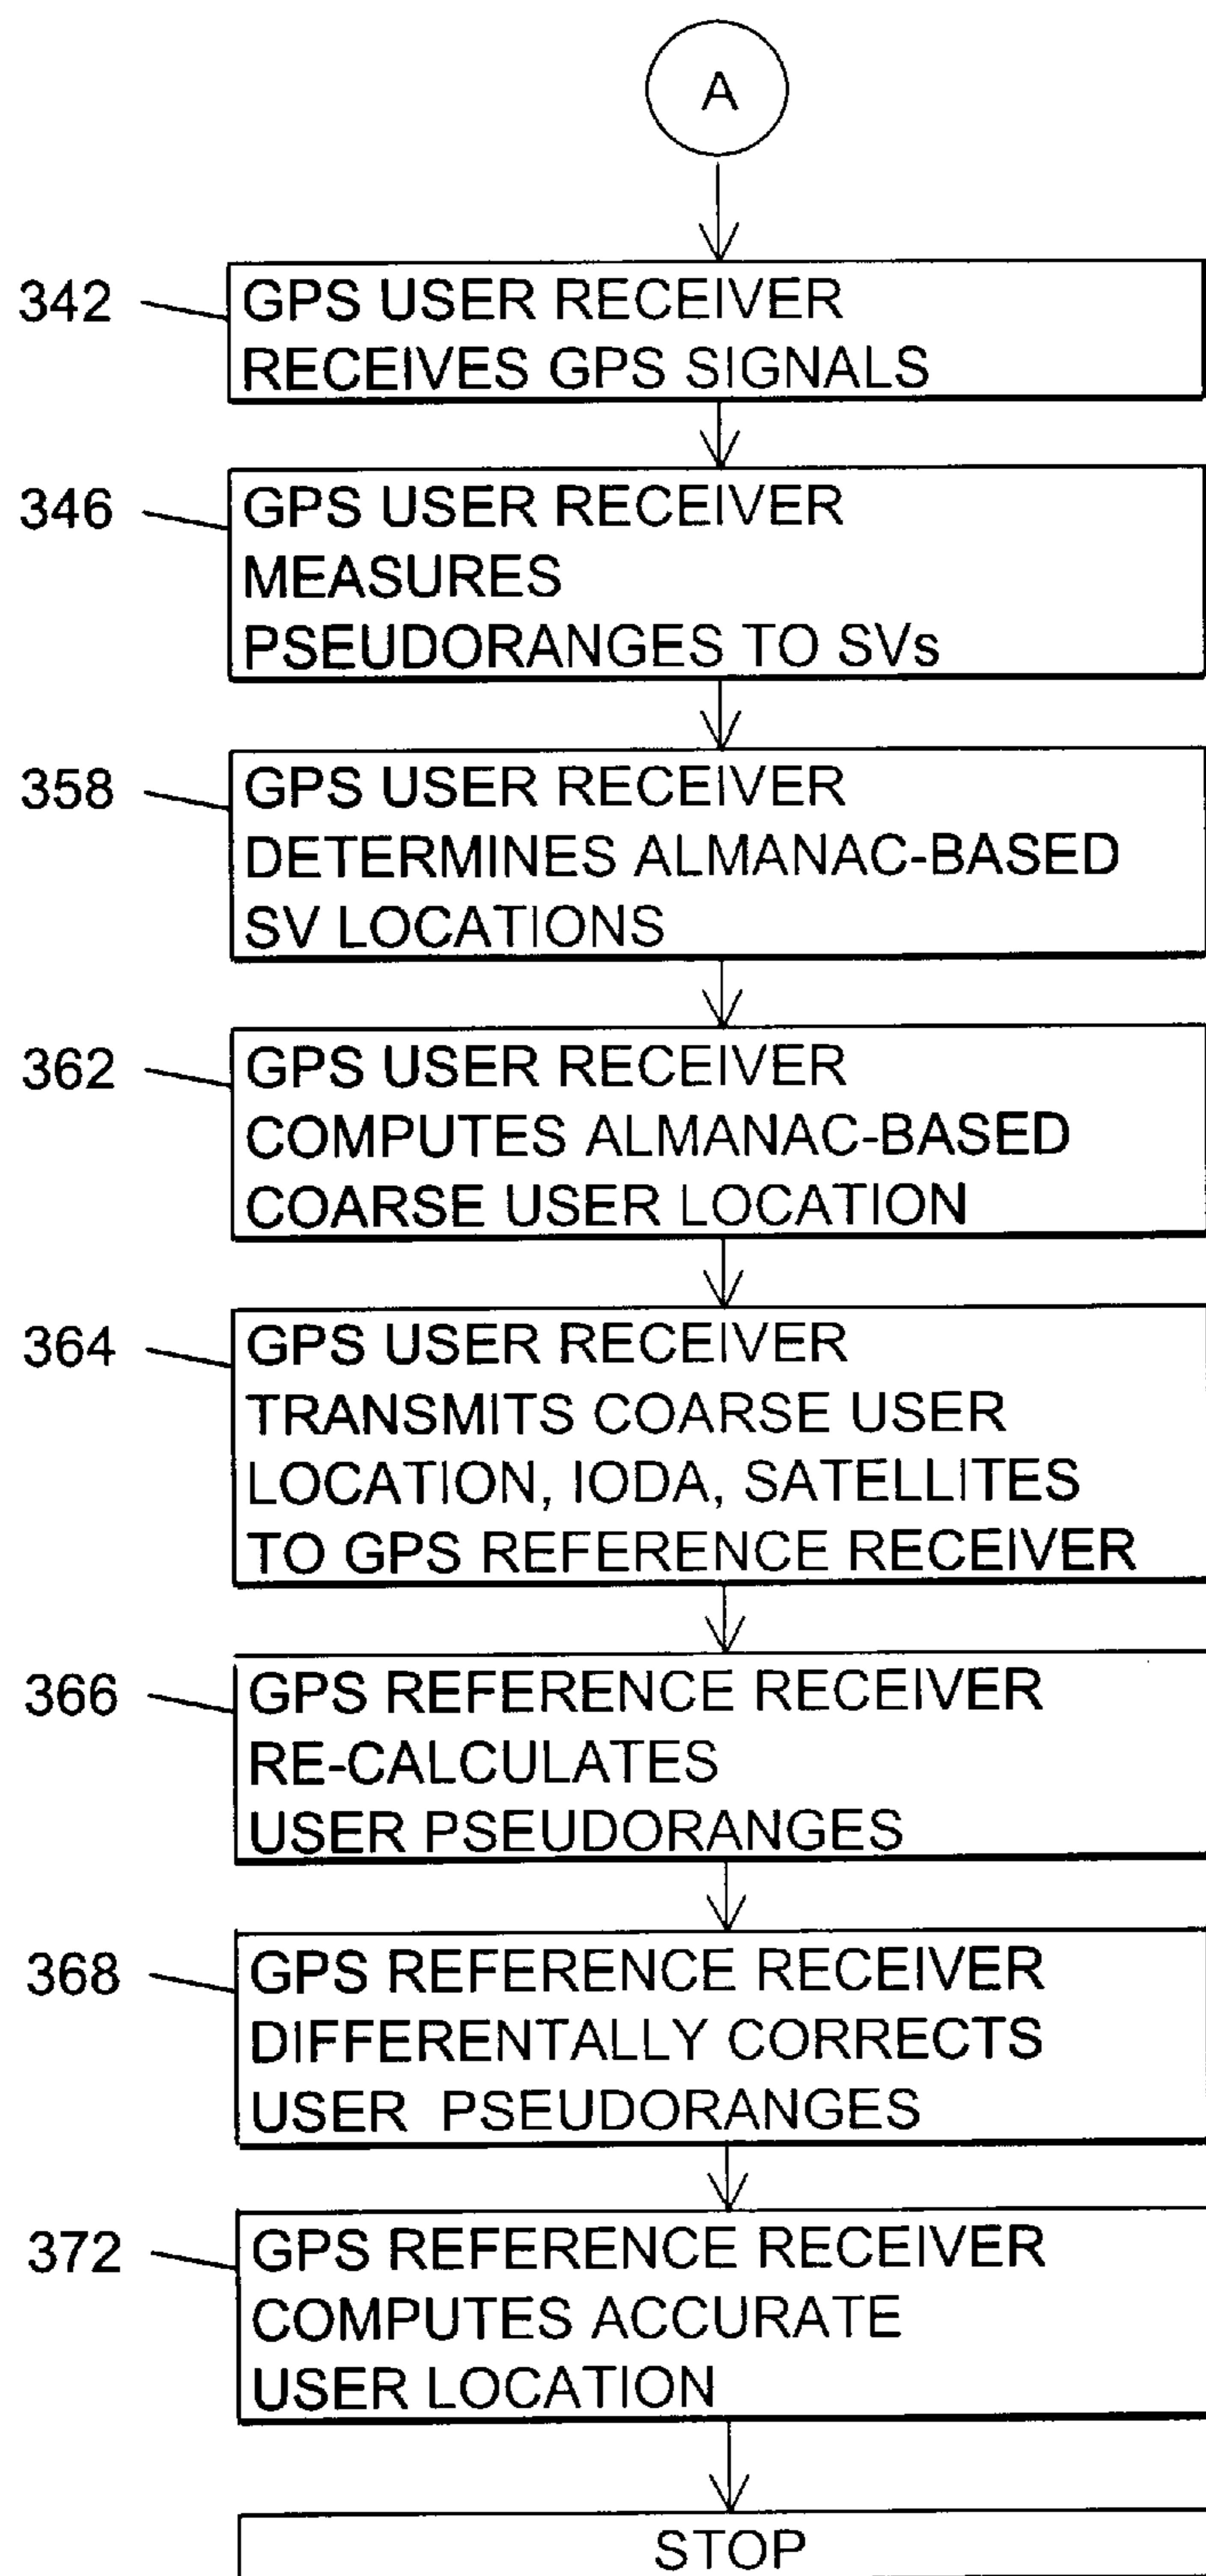 A
342
GPS USER RECEIVER
RECEIVES GPS SIGNALS
346
GPS USER RECEIVER
MEASURES
PSEUDORANGES TO SVs
358
GPS USER RECEIVER
DETERMINES ALMANAC-BASED
SV LOCATIONS
362
GPS USER RECEIVER
COMPUTES ALMANAC-BASED
COARSE USER LOCATION
364
GPS USER RECEIVER
TRANSMITS COARSE USER
LOCATION, IODA, SATELLITES
TO GPS REFERENCE RECEIVER
366
GPS REFERENCE RECEIVER
RE-CALCULATES
USER PSEUDORANGES
368
GPS REFERENCE RECEIVER
DIFFERENTALLY CORRECTS
USER PSEUDORANGES
372
GPS REFERENCE RECEIVER
COMPUTES ACCURATE
USER LOCATION
STOP